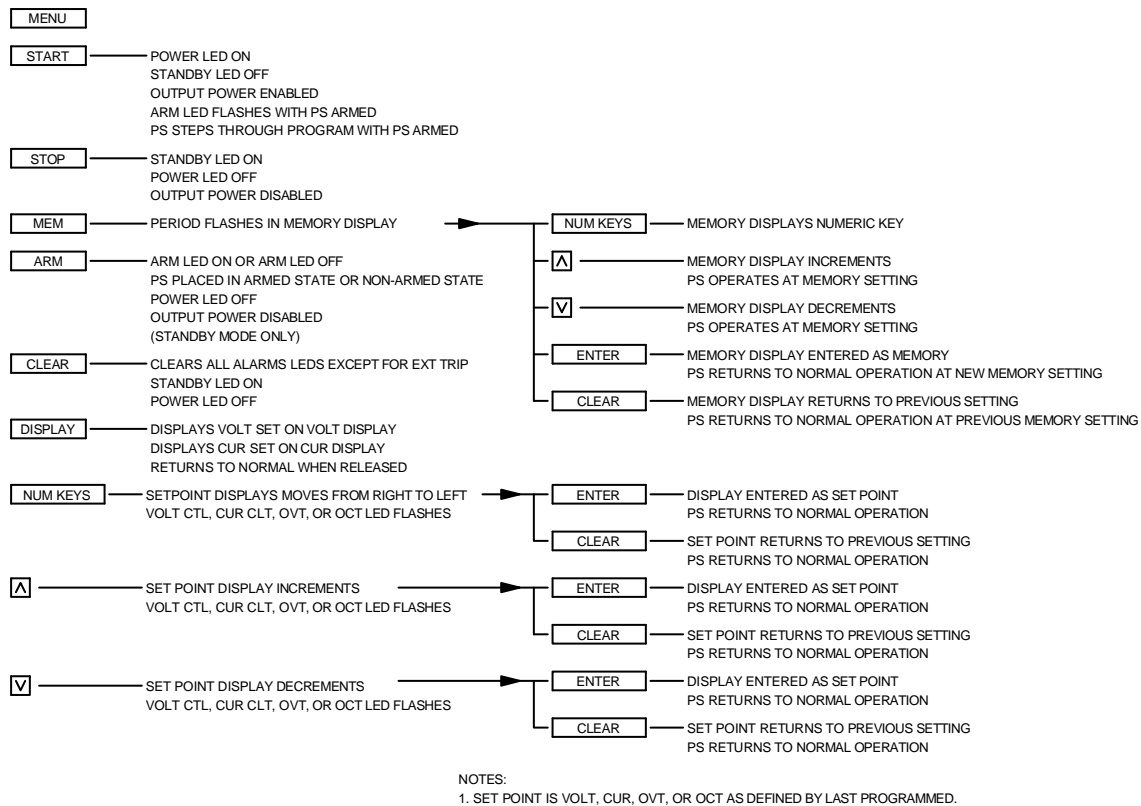 MENU
START POWER LED ON
STANDBY LED OFF
OUTPUT POWER ENABLED
ARM LED FLASHES WITH PS ARMED
PS STEPS THROUGH PROGRAM WITH PS ARMED
STOP STANDBY LED ON
POWER LED OFF
OUTPUT POWER DISABLED
MEM PERIOD FLASHES IN MEMORY DISPLAY
NUM KEYS MEMORY DISPLAYS NUMERIC KEY
Λ MEMORY DISPLAY INCREMENTS
PS OPERATES AT MEMORY SETTING
V MEMORY DISPLAY DECREMENTS
PS OPERATES AT MEMORY SETTING
ENTER MEMORY DISPLAY ENTERED AS MEMORY
PS RETURNS TO NORMAL OPERATION AT NEW MEMORY SETTING
CLEAR MEMORY DISPLAY RETURNS TO PREVIOUS SETTING
PS RETURNS TO NORMAL OPERATION AT PREVIOUS MEMORY SETTING
ARM ARM LED ON OR ARM LED OFF
PS PLACED IN ARMED STATE OR NON-ARMED STATE
POWER LED OFF
OUTPUT POWER DISABLED
(STANDBY MODE ONLY)
CLEAR CLEARS ALL ALARMS LEDS EXCEPT FOR EXT TRIP
STANDBY LED ON
POWER LED OFF
DISPLAY DISPLAYS VOLT SET ON VOLT DISPLAY
DISPLAYS CUR SET ON CUR DISPLAY
RETURNS TO NORMAL WHEN RELEASED
NUM KEYS SETPOINT DISPLAYS MOVES FROM RIGHT TO LEFT
VOLT CTL, CUR CLT, OVT, OR OCT LED FLASHES
ENTER DISPLAY ENTERED AS SET POINT
PS RETURNS TO NORMAL OPERATION
CLEAR SET POINT RETURNS TO PREVIOUS SETTING
PS RETURNS TO NORMAL OPERATION
Λ SET POINT DISPLAY INCREMENTS
VOLT CTL, CUR CLT, OVT, OR OCT LED FLASHES
ENTER DISPLAY ENTERED AS SET POINT
PS RETURNS TO NORMAL OPERATION
CLEAR SET POINT RETURNS TO PREVIOUS SETTING
PS RETURNS TO NORMAL OPERATION
V SET POINT DISPLAY DECREMENTS
VOLT CTL, CUR CLT, OVT, OR OCT LED FLASHES
ENTER DISPLAY ENTERED AS SET POINT
PS RETURNS TO NORMAL OPERATION
CLEAR SET POINT RETURNS TO PREVIOUS SETTING
PS RETURNS TO NORMAL OPERATION
NOTES:
1. SET POINT IS VOLT, CUR, OVT, OR OCT AS DEFINED BY LAST PROGRAMMED.